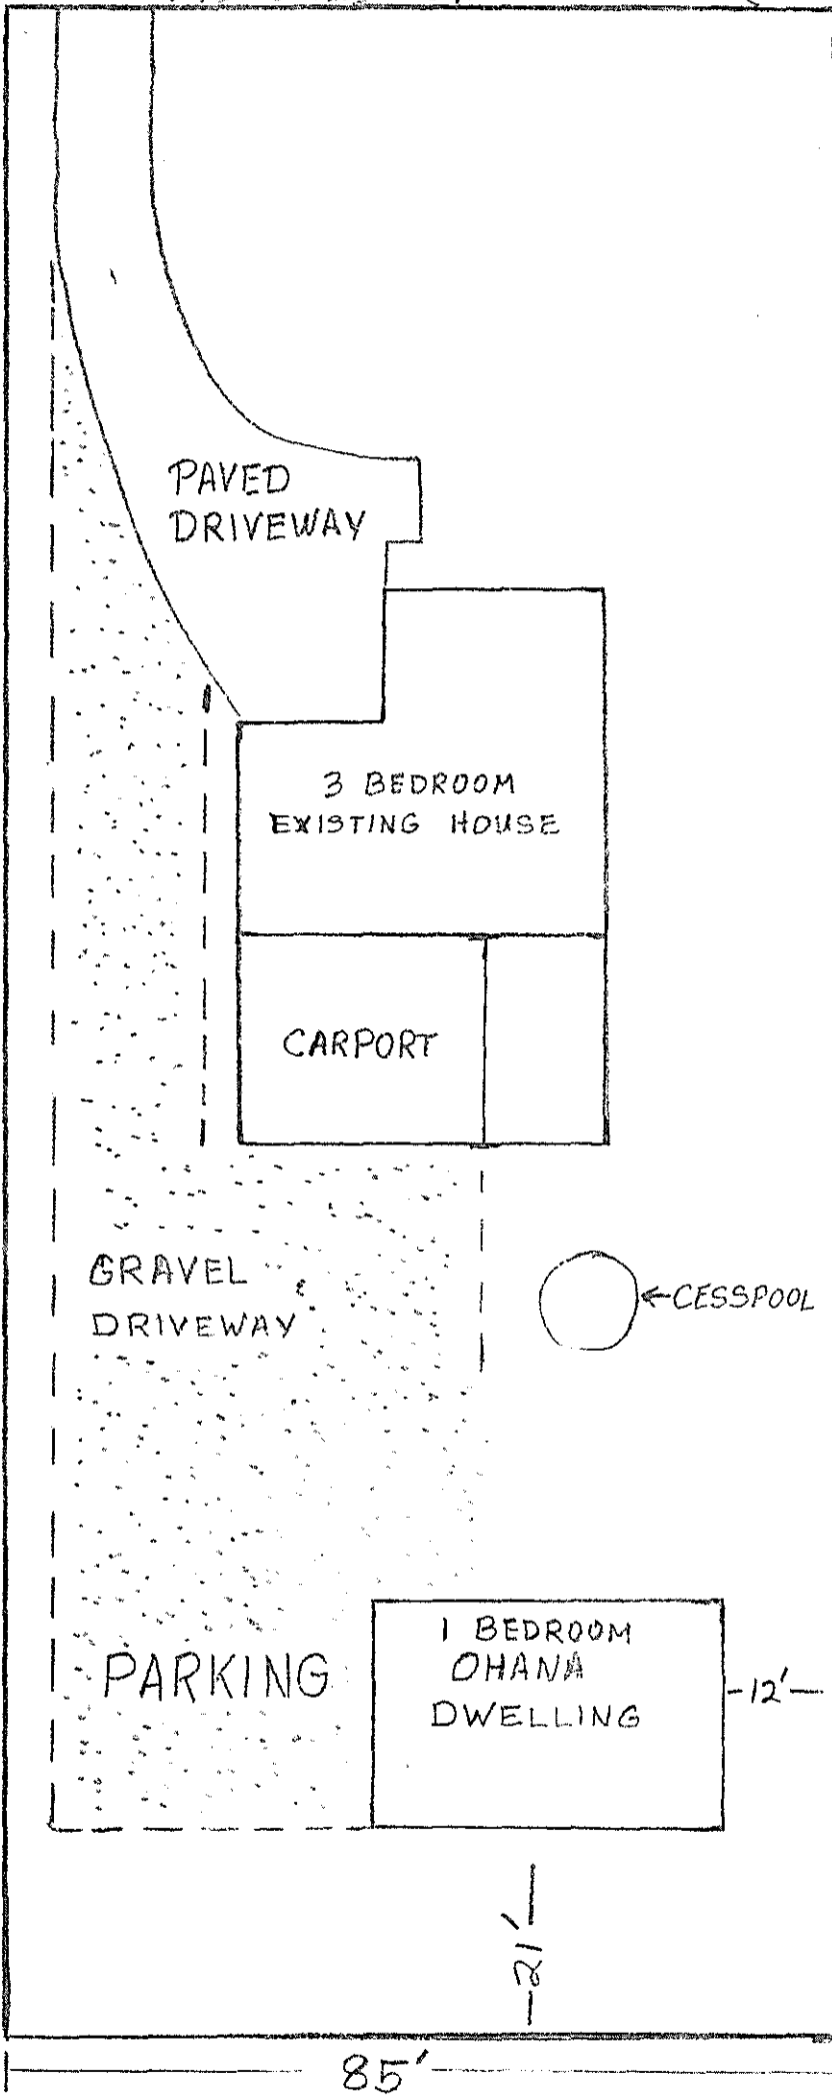 PAVED
DRIVEWAY
3 BEDROOM
EXISTING HOUSE
CARPORT
GRAVEL
DRIVEWAY
←CESSPOOL
1 BEDROOM
OHANA
DWELLING
-12'-
PARKING
-21'-
85'